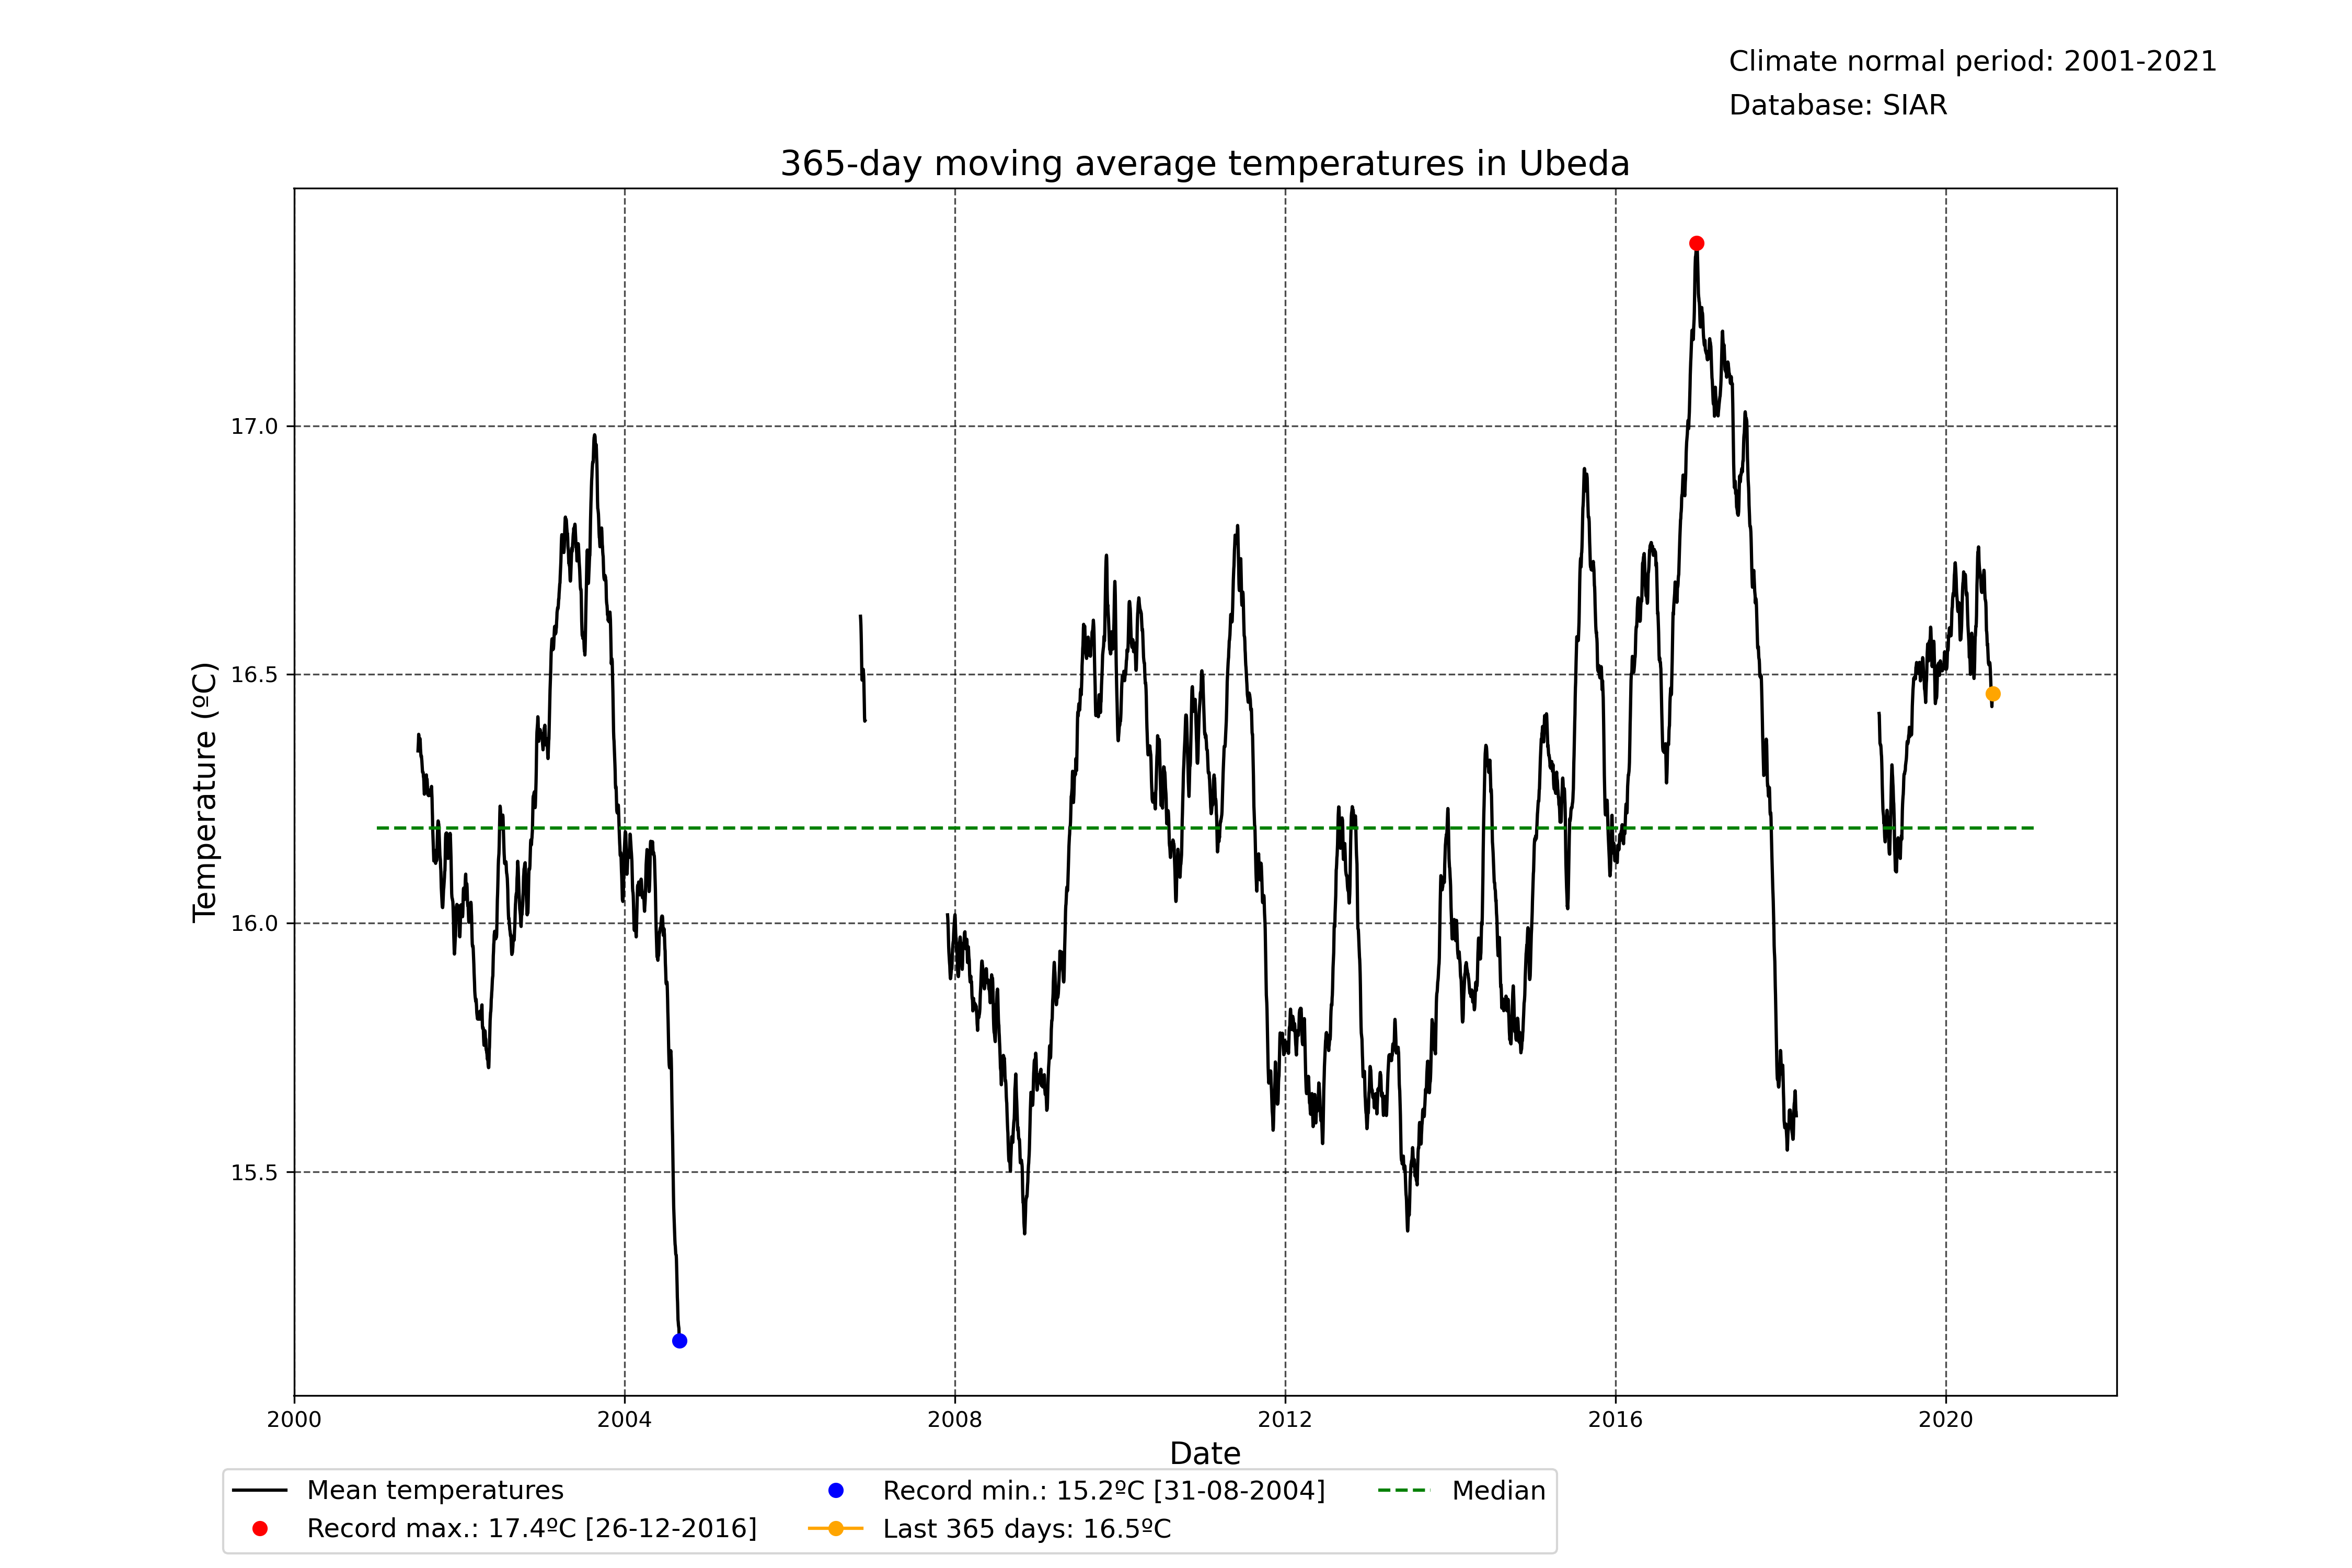 Climate normal period: 2001-2021
Database: SIAR
365-day moving average temperatures in Ubeda
Temperature (ºC)
17.0
16.5
16.0
15.5
2000 2004 2008 2012 2016 2020
Date
Mean temperatures
Record max.: 17.4ºC [26-12-2016]
Record min.: 15.2ºC [31-08-2004]
Last 365 days: 16.5ºC
Median